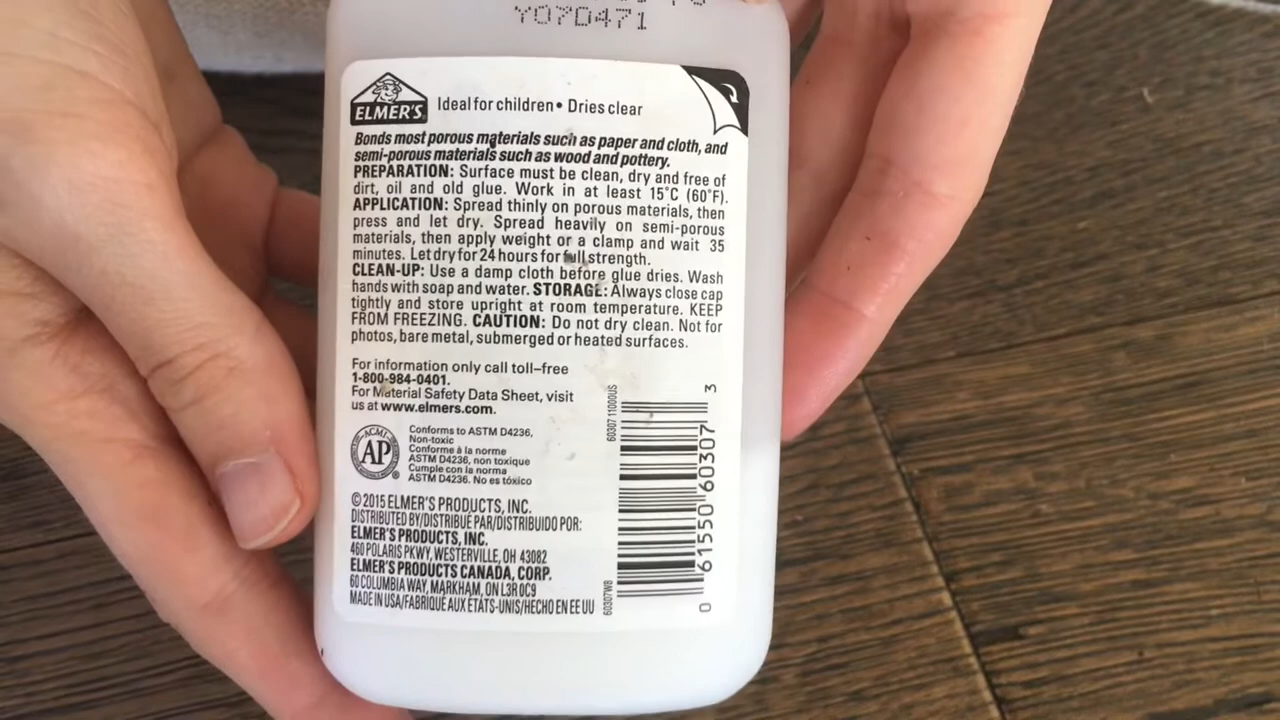 Y07D471
ELMER'S
Ideal for children • Dries clear
Bonds most porous materials such as paper and cloth, and
semi-porous materials such as wood and pottery.
PREPARATION: Surface must be clean, dry and free of
dirt, oil and old glue. Work in at least 15°C (60°F).
APPLICATION: Spread thinly on porous materials, then
press and let dry. Spread heavily on semi-porous
materials, then apply weight or a clamp and wait 35
minutes. Let dry for 24 hours for full strength.
CLEAN-UP: Use a damp cloth before glue dries. Wash
hands with soap and water. STORAGE: Always close cap
tightly and store upright at room temperature. KEEP
FROM FREEZING. CAUTION: Do not dry clean. Not for
photos, bare metal, submerged or heated surfaces.
For information only call toll–free
1-800-984-0401.
For Material Safety Data Sheet, visit
us at www.elmers.com.
ACMI
AP
Conforms to ASTM D4236,
Non-toxic
Conforme à la norme
ASTM D4236, non toxique
Cumple con la norma
ASTM D4236. No es tóxico
© 2015 ELMER'S PRODUCTS, INC.
DISTRIBUTED BY/DISTRIBUÉ PAR/DISTRIBUIDO POR:
ELMER'S PRODUCTS, INC.
460 POLARIS PKWY, WESTERVILLE, OH 43082
ELMER'S PRODUCTS CANADA, CORP.
60 COLUMBIA WAY, MARKHAM, ON L3R 0C9
MADE IN USA/FABRIQUÉ AUX ÉTATS-UNIS/HECHO EN EE UU
60307W8
60307 11000US
0 61550 60307 3